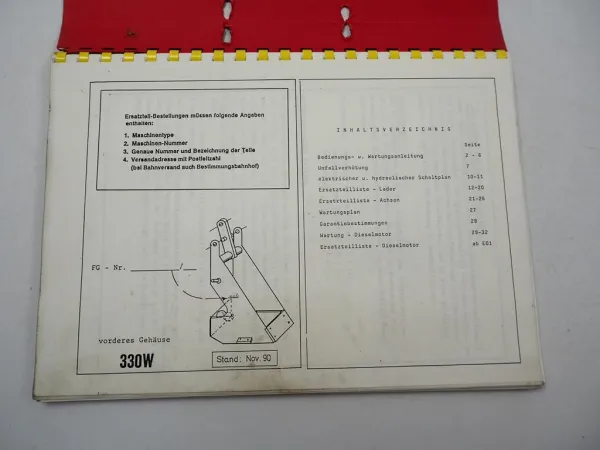 Ersatzteil-Bestellungen müssen folgende Angaben
enthalten:
1. Maschinentype
2. Maschinen-Nummer
3. Genaue Nummer und Bezeichnung der Teile
4. Versandadresse mit Postleitzahl
(bei Bahnversand auch Bestimmungsbahnhof)
FG - Nr.
vorderes Gehäuse
330W
Stand: Nov. 90
INHALTSVERZEICHNIS
Seite
Bedienungs- u. Wartungsanleitung 2 - 6
Unfallverhütung 7
elektrischer u. hydraulischer Schaltplan 10-11
Ersatzteilliste - Lader 12-20
Ersatzteilliste - Achsen 21-26
Wartungsplan 27
Garantiebestimmungen 28
Wartung - Dieselmotor 29-32
Ersatzteilliste - Dieselmotor ab E01